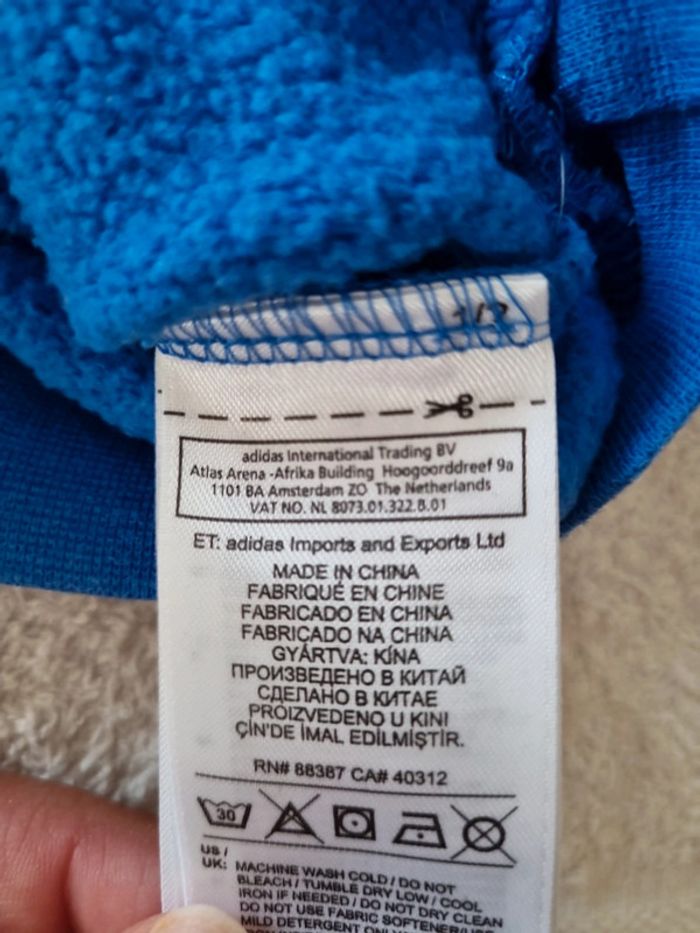 1/2
adidas International Trading BV
Atlas Arena -Afrika Building Hoogoorddreef 9a
1101 BA Amsterdam ZO The Netherlands
VAT NO. NL 8073.01.322.B.01
ET: adidas Imports and Exports Ltd
MADE IN CHINA
FABRIQUÉ EN CHINE
FABRICADO EN CHINA
FABRICADO NA CHINA
GYÁRTVA: KÍNA
ПРОИЗВЕДЕНО В КИТАЙ
СДЕЛАНО В КИТАЕ
PROIZVEDENO U KINI
ÇİN'DE İMAL EDİLMİŞTİR.
RN# 88387 CA# 40312
30
US /
UK: MACHINE WASH COLD / DO NOT
BLEACH / TUMBLE DRY LOW / COOL
IRON IF NEEDED / DO NOT DRY CLEAN
DO NOT USE FABRIC SOFTENER/USE
MILD DETERGENT ONLY